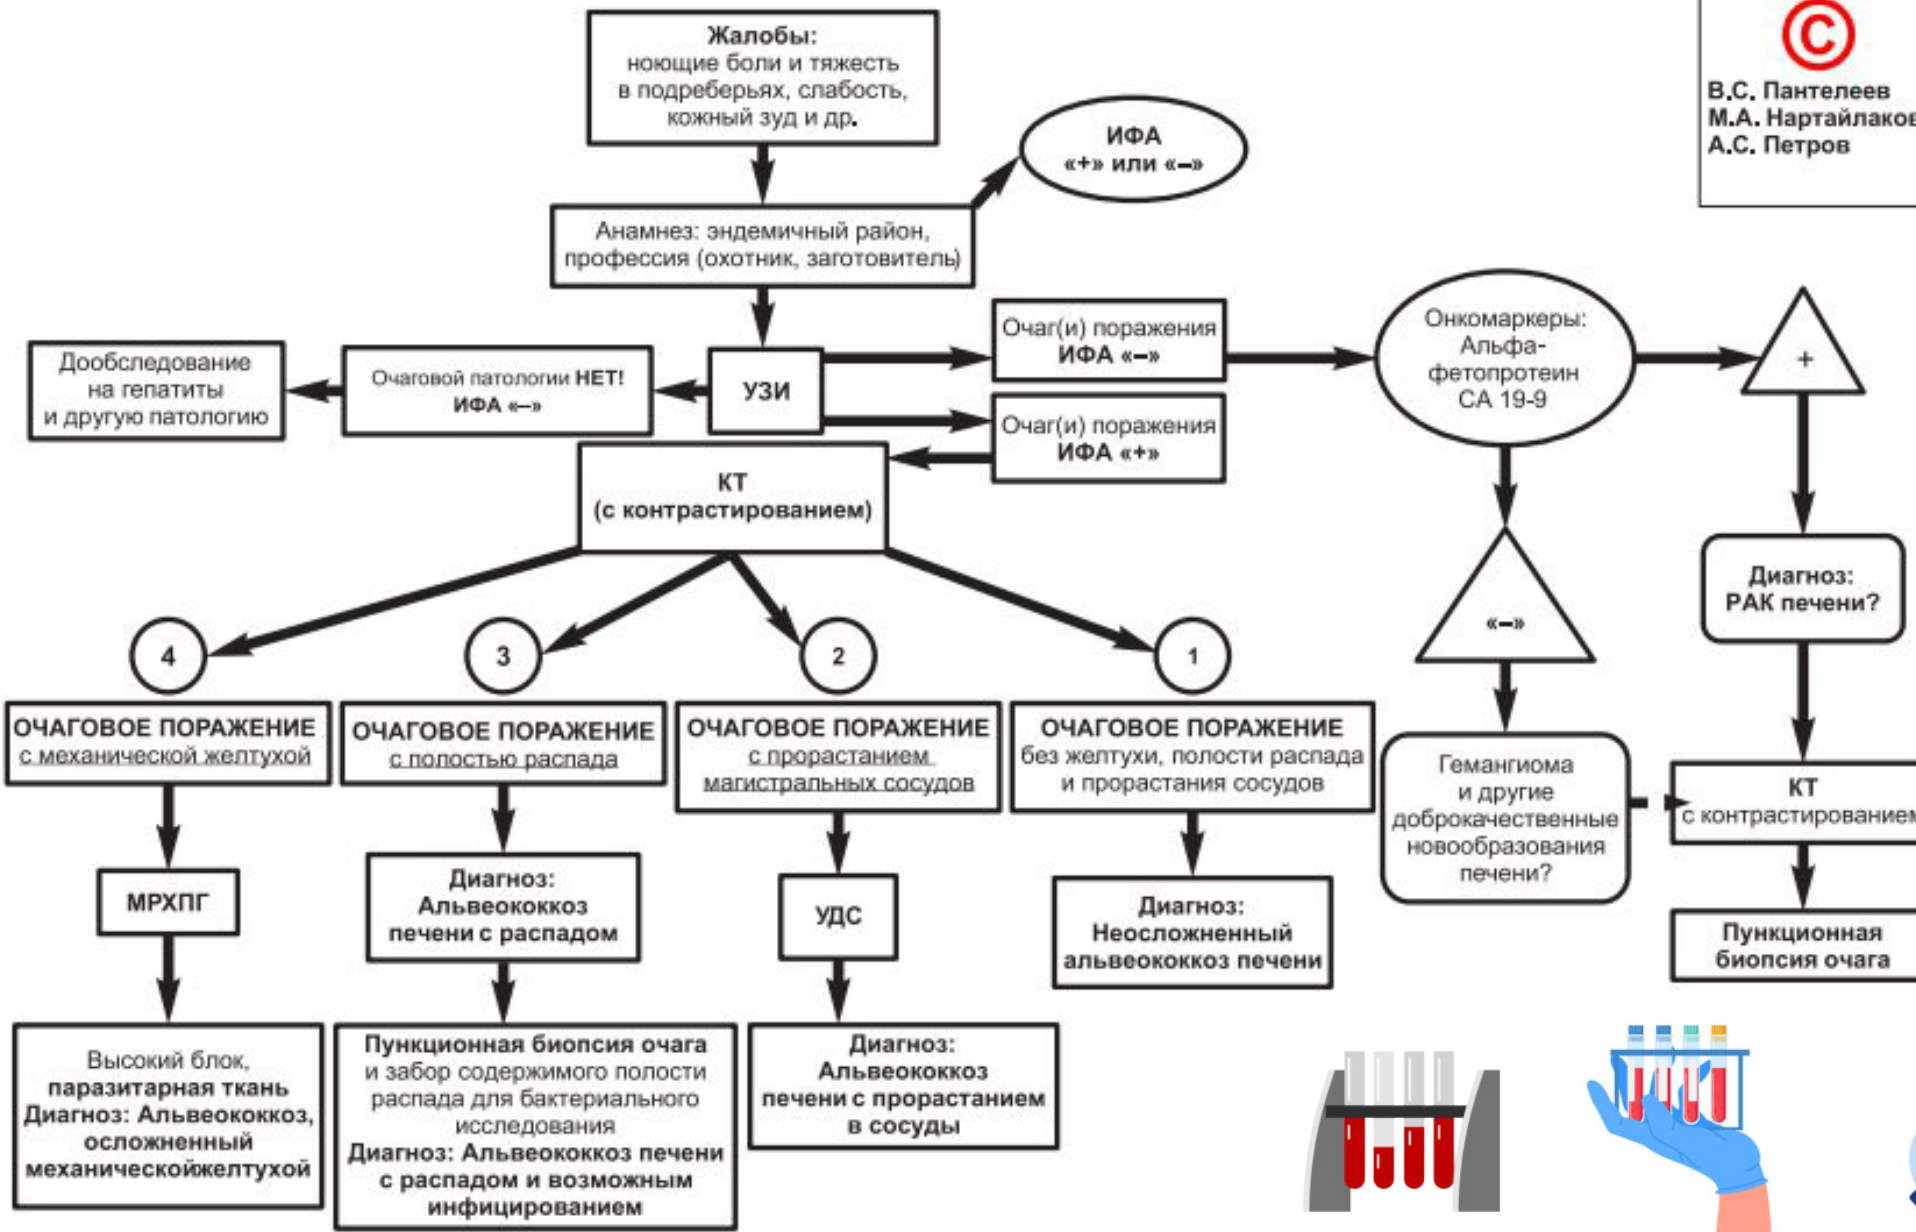 Жалобы:
ноющие боли и тяжесть
в подреберьях, слабость,
кожный зуд и др.
ИФА
«+» или «–»
©
В.С. Пантелеев
М.А. Нартайлаков
А.С. Петров
Анамнез: эндемичный район,
профессия (охотник, заготовитель)
Дообследование
на гепатиты
и другую патологию
Очаговой патологии НЕТ!
ИФА «–»
УЗИ
Очаг(и) поражения
ИФА «–»
Очаг(и) поражения
ИФА «+»
Онкомаркеры:
Альфа-
фетопротеин
СА 19-9
+
КТ
(с контрастированием)
«–»
Диагноз:
РАК печени?
4
3
2
1
ОЧАГОВОЕ ПОРАЖЕНИЕ
с механической желтухой
ОЧАГОВОЕ ПОРАЖЕНИЕ
с полостью распада
ОЧАГОВОЕ ПОРАЖЕНИЕ
с прорастанием
магистральных сосудов
ОЧАГОВОЕ ПОРАЖЕНИЕ
без желтухи, полости распада
и прорастания сосудов
Гемангиома
и другие
доброкачественные
новообразования
печени?
КТ
с контрастированием
МРХПГ
Диагноз:
Альвеококкоз
печени с распадом
УДС
Диагноз:
Неосложненный
альвеококкоз печени
Пункционная
биопсия очага
Высокий блок,
паразитарная ткань
Диагноз: Альвеококкоз,
осложненный
механическойжелтухой
Пункционная биопсия очага
и забор содержимого полости
распада для бактериального
исследования
Диагноз: Альвеококкоз печени
с распадом и возможным
инфицированием
Диагноз:
Альвеококкоз
печени с прорастанием
в сосуды